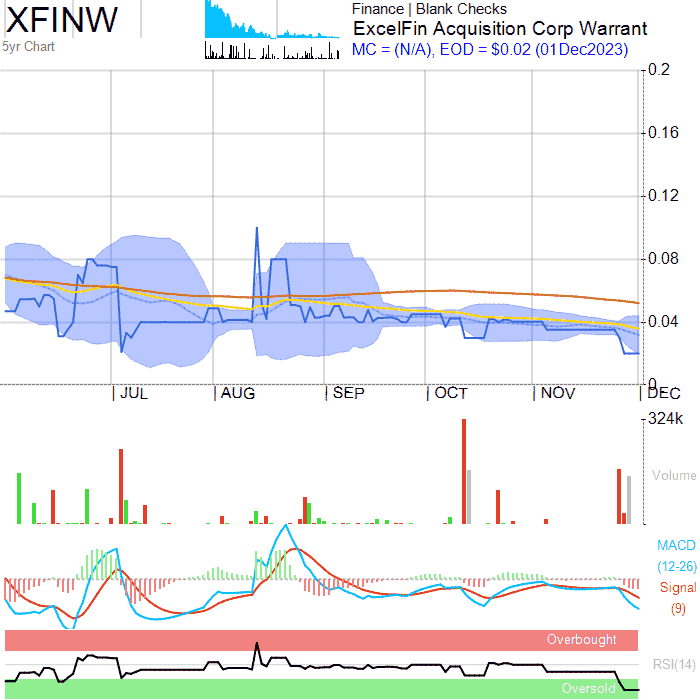 XFINW
5yr Chart
Finance | Blank Checks
ExcelFin Acquisition Corp Warrant
MC = (N/A), EOD = $0.02 (01Dec2023)
0.2
0.16
0.12
0.08
0.04
0
| JUL | AUG | SEP | OCT | NOV | DEC
324k
Volume
MACD
(12-26)
Signal
(9)
Overbought
RSI(14)
Oversold